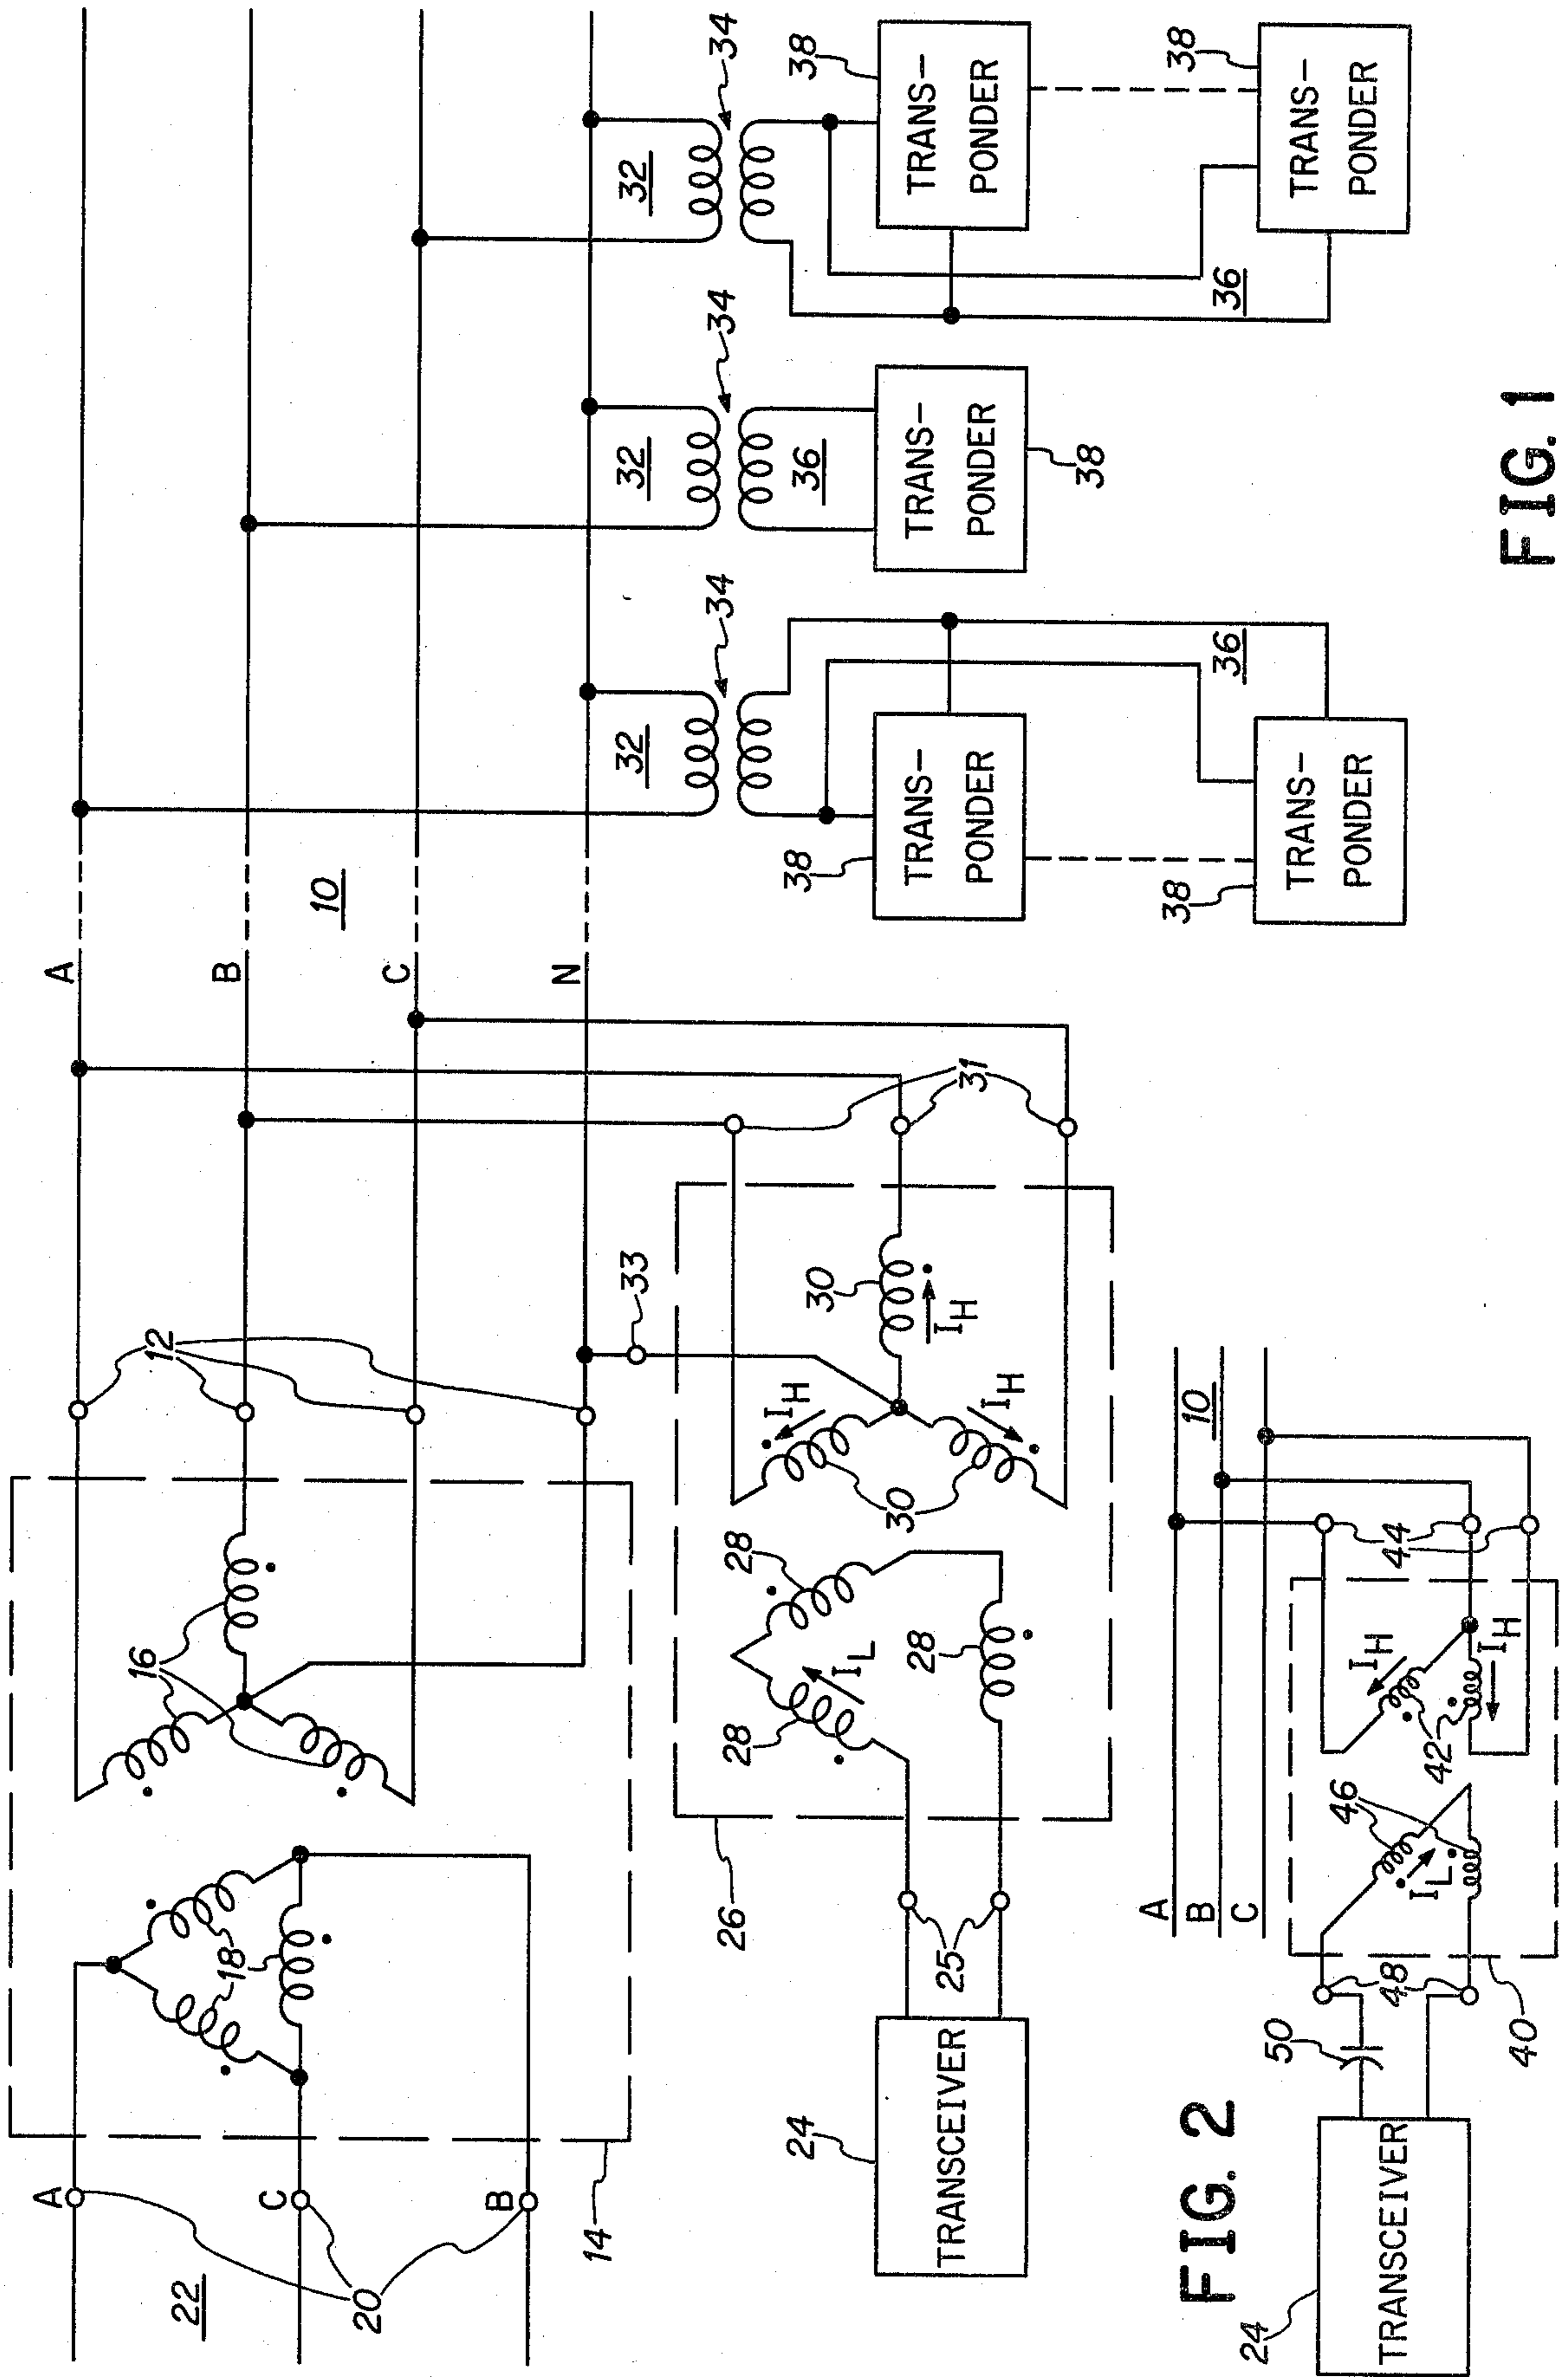 A
B
C
N
10
12
14
16
18
20
22
A
C
B
24
TRANSCEIVER
25
26
28
28
28
I_L
30
30
I_H
I_H
I_H
31
33
32
34
36
TRANS-
PONDER
38
TRANS-
PONDER
38
32
34
36
TRANS-
PONDER
38
32
34
36
TRANS-
PONDER
38
TRANS-
PONDER
38
FIG. 1
A
B
C
10
24
TRANSCEIVER
50
48
40
46
I_L
42
I_H
I_H
44
FIG. 2